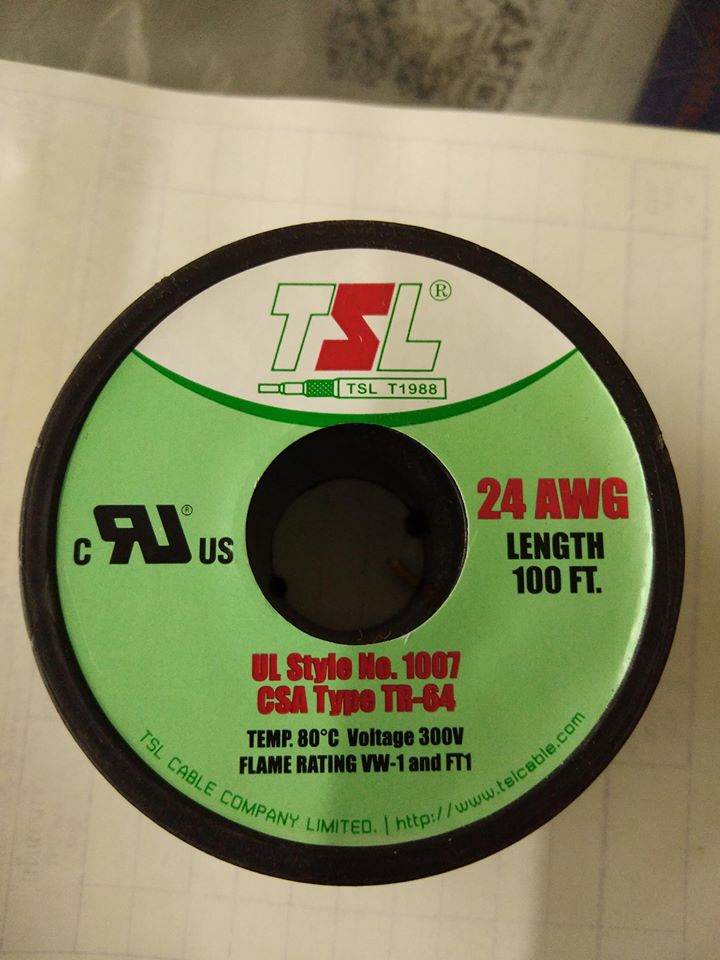 TSL®
TSL T1988
24 AWG
LENGTH
100 FT.
C RU® US
UL Style No. 1007
CSA Type TR-64
TEMP. 80°C Voltage 300V
FLAME RATING VW-1 and FT1
TSL CABLE COMPANY LIMITED. | http://www.tslcable.com